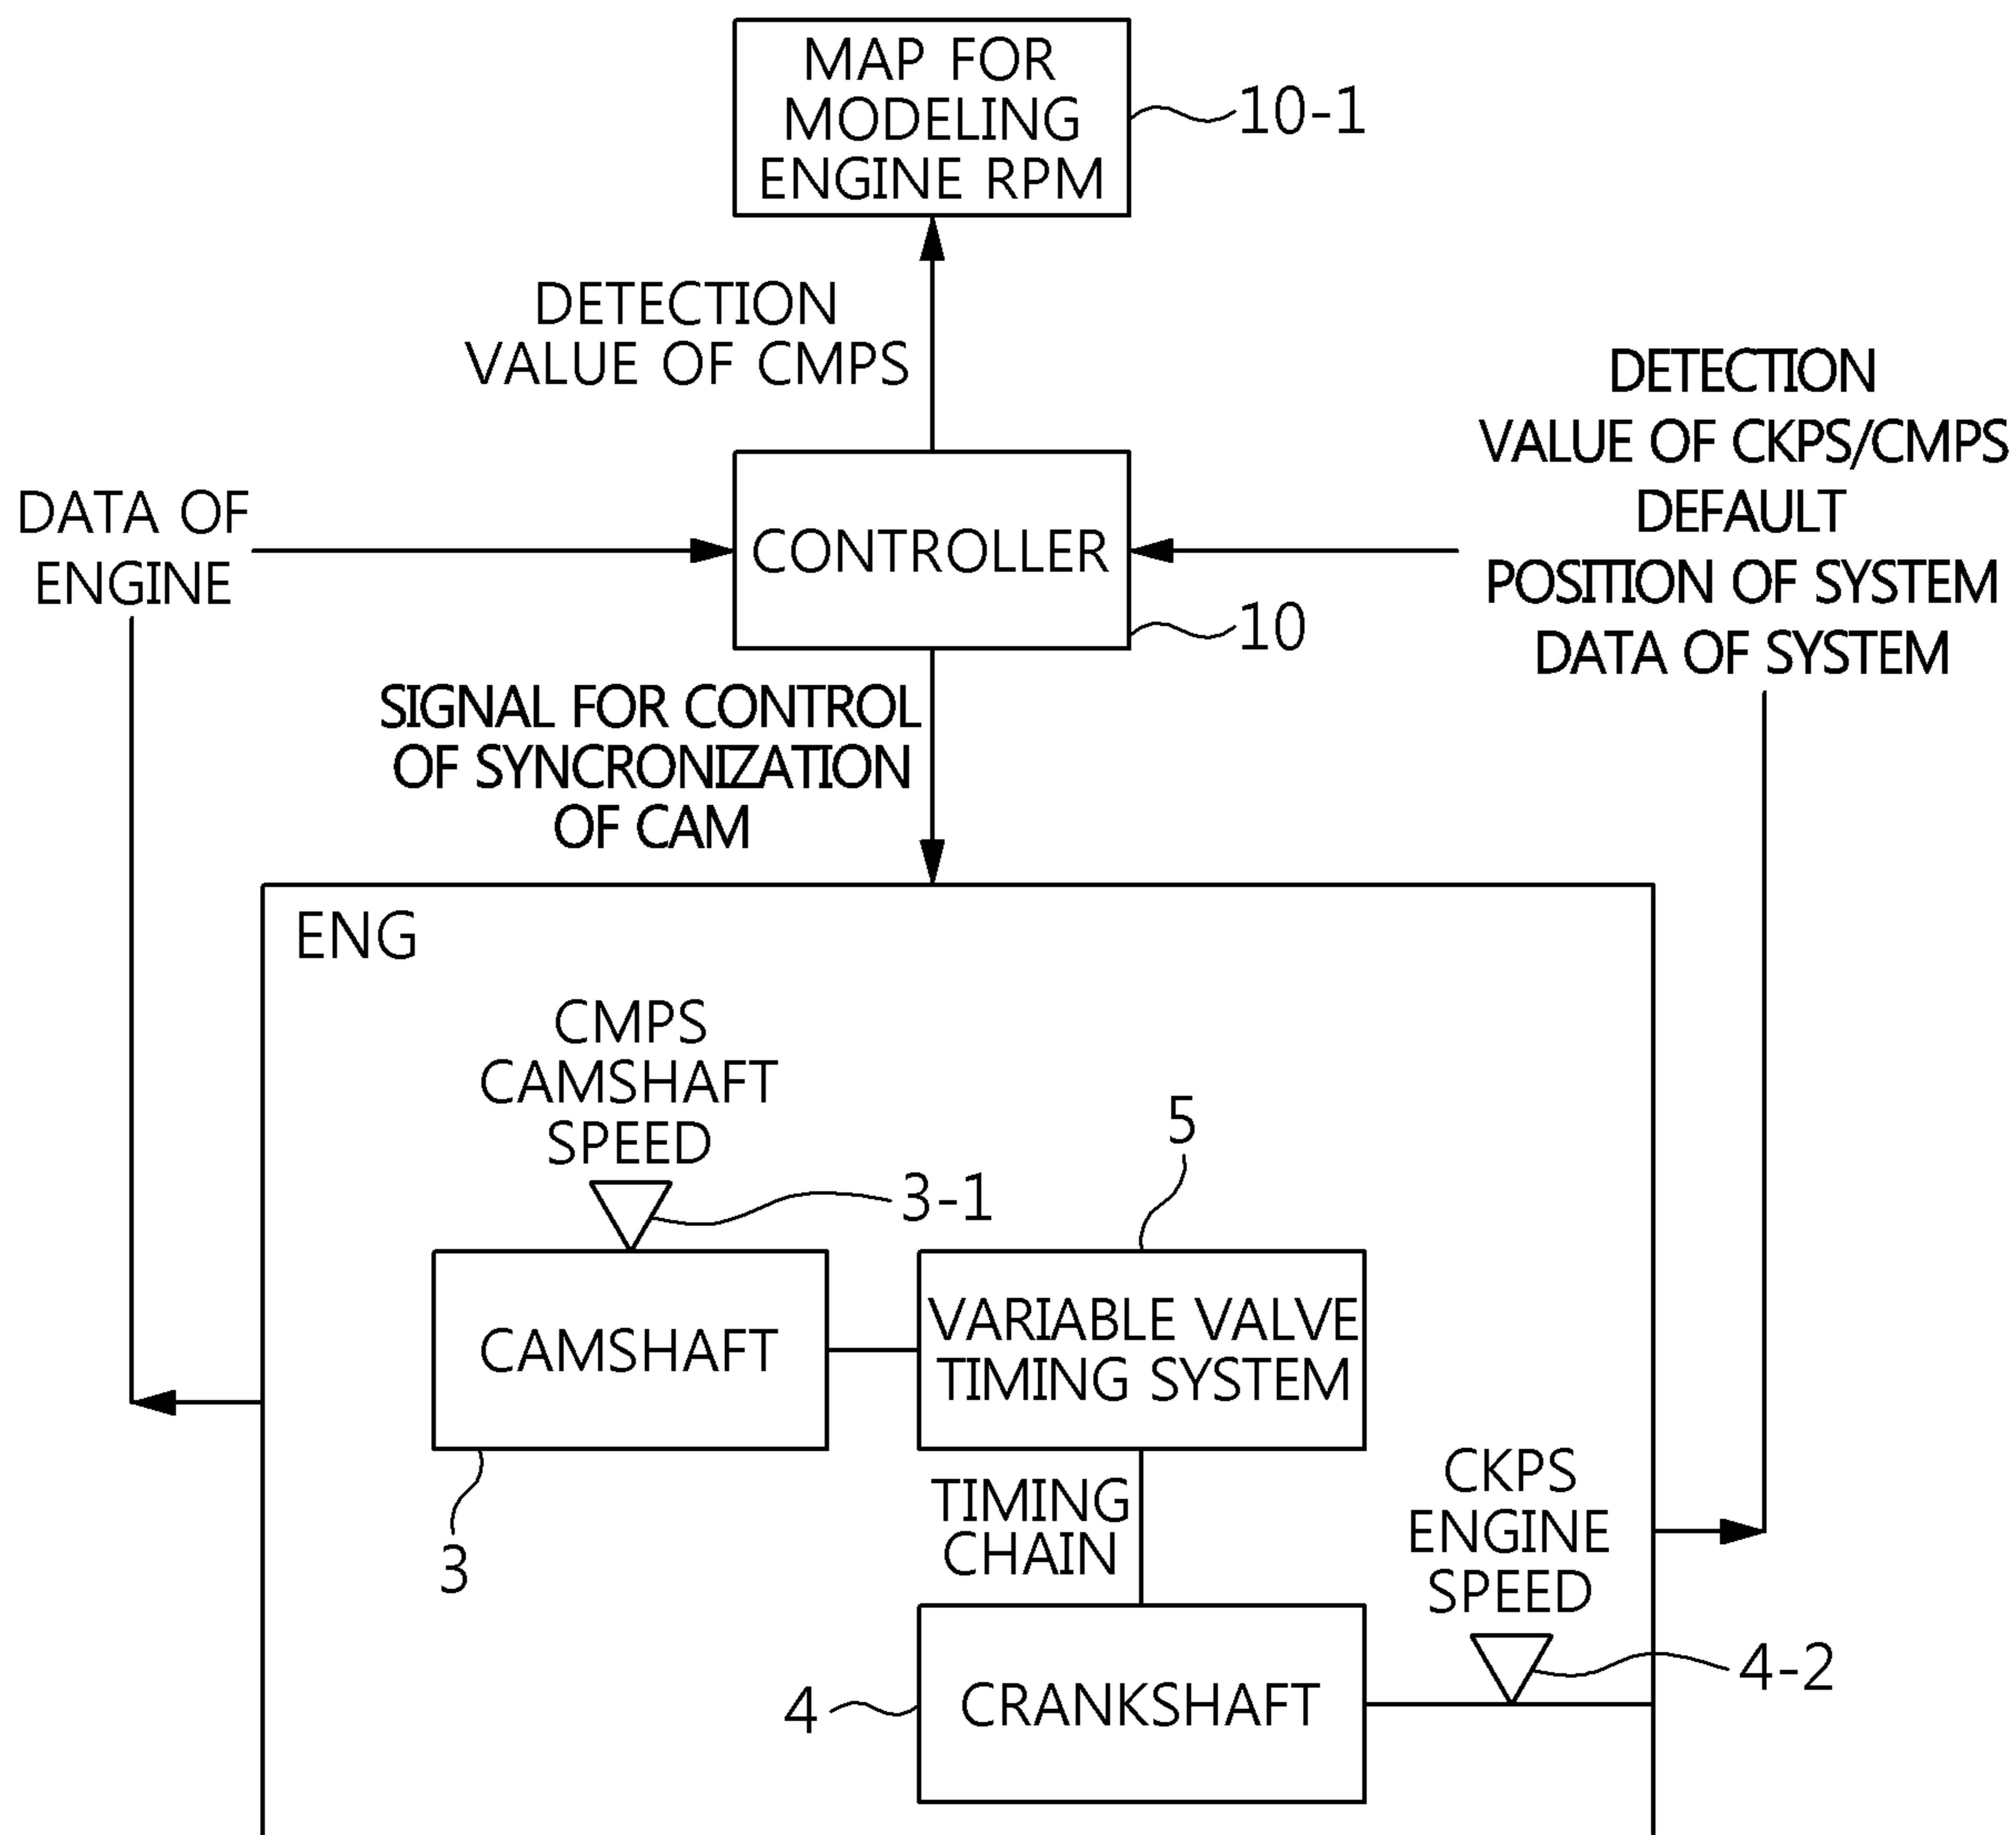 MAP FOR
MODELING
ENGINE RPM
10-1
DETECTION
VALUE OF CMPS
DETECTION
VALUE OF CKPS/CMPS
DEFAULT
POSITION OF SYSTEM
DATA OF SYSTEM
DATA OF
ENGINE
CONTROLLER
10
SIGNAL FOR CONTROL
OF SYNCRONIZATION
OF CAM
ENG
CMPS
CAMSHAFT
SPEED
3-1
5
CAMSHAFT
3
VARIABLE VALVE
TIMING SYSTEM
TIMING
CHAIN
CKPS
ENGINE
SPEED
4-2
4
CRANKSHAFT